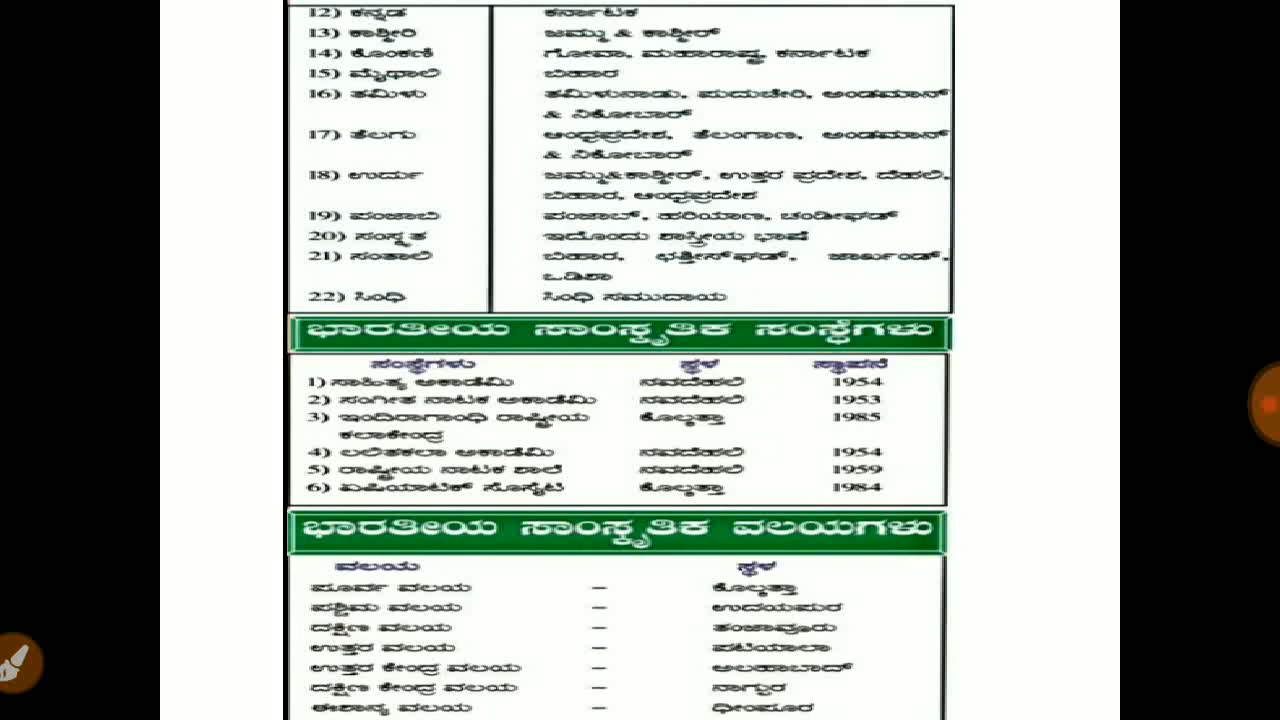 12) ಕನ್ನಡ ಕರ್ನಾಟಕ
13) ಕಾಶ್ಮೀರಿ ಜಮ್ಮು & ಕಾಶ್ಮೀರ್
14) ಕೊಂಕಣಿ ಗೋವಾ, ಮಹಾರಾಷ್ಟ್ರ, ಕರ್ನಾಟಕ
15) ಮೈಥಾಲಿ ಬಿಹಾರ
16) ತಮಿಳು ತಮಿಳುನಾಡು, ಪುದುಚೇರಿ, ಅಂಡಮಾನ್
& ನಿಕೋಬಾರ್
17) ತೆಲಗು ಆಂಧ್ರಪ್ರದೇಶ, ತೆಲಂಗಾಣ, ಅಂಡಮಾನ್
& ನಿಕೋಬಾರ್
18) ಉರ್ದು ಜಮ್ಮು&ಕಾಶ್ಮೀರ್, ಉತ್ತರ ಪ್ರದೇಶ, ದೆಹಲಿ,
ಬಿಹಾರ, ಆಂಧ್ರಪ್ರದೇಶ
19) ಪಂಜಾಬಿ ಪಂಜಾಬ್, ಹರಿಯಾಣ, ಚಂಡೀಘಡ್
20) ಸಂಸ್ಕೃತ ಇದೊಂದು ಶಾಸ್ತ್ರೀಯ ಭಾಷೆ
21) ಸಂತಾಲಿ ಬಿಹಾರ, ಛತ್ತೀಸ್‌ಘಡ್, ಜಾರ್ಖಂಡ್,
ಒಡಿಶಾ
22) ಸಿಂಧಿ ಸಿಂಧಿ ಸಮುದಾಯ
ಭಾರತೀಯ ಸಾಂಸ್ಕೃತಿಕ ಸಂಸ್ಥೆಗಳು
ಸಂಸ್ಥೆಗಳು ಸ್ಥಳ ಸ್ಥಾಪನೆ
1) ಸಾಹಿತ್ಯ ಅಕಾಡೆಮಿ ನವದೆಹಲಿ 1954
2) ಸಂಗೀತ ನಾಟಕ ಅಕಾಡೆಮಿ ನವದೆಹಲಿ 1953
3) ಇಂದಿರಾಗಾಂಧಿ ರಾಷ್ಟ್ರೀಯ ಕೊಲ್ಕತ್ತಾ 1985
ಕಲಾಕೇಂದ್ರ
4) ಲಲಿತಕಲಾ ಅಕಾಡೆಮಿ ನವದೆಹಲಿ 1954
5) ರಾಷ್ಟ್ರೀಯ ನಾಟಕ ಶಾಲೆ ನವದೆಹಲಿ 1959
6) ಏಷಿಯಾಟಿಕ್ ಸೊಸೈಟಿ ಕೊಲ್ಕತ್ತಾ 1984
ಭಾರತೀಯ ಸಾಂಸ್ಕೃತಿಕ ವಲಯಗಳು
ವಲಯ ಸ್ಥಳ
ಪೂರ್ವ ವಲಯ – ಕೊಲ್ಕತ್ತಾ
ಪಶ್ಚಿಮ ವಲಯ – ಉದಯಪುರ
ದಕ್ಷಿಣ ವಲಯ – ತಂಜಾವೂರು
ಉತ್ತರ ವಲಯ – ಪಟಿಯಾಲಾ
ಉತ್ತರ ಕೇಂದ್ರ ವಲಯ – ಅಲಹಾಬಾದ್
ದಕ್ಷಿಣ ಕೇಂದ್ರ ವಲಯ – ನಾಗ್ಪುರ
ಈಶಾನ್ಯ ವಲಯ – ಧೀಂಪೂರ